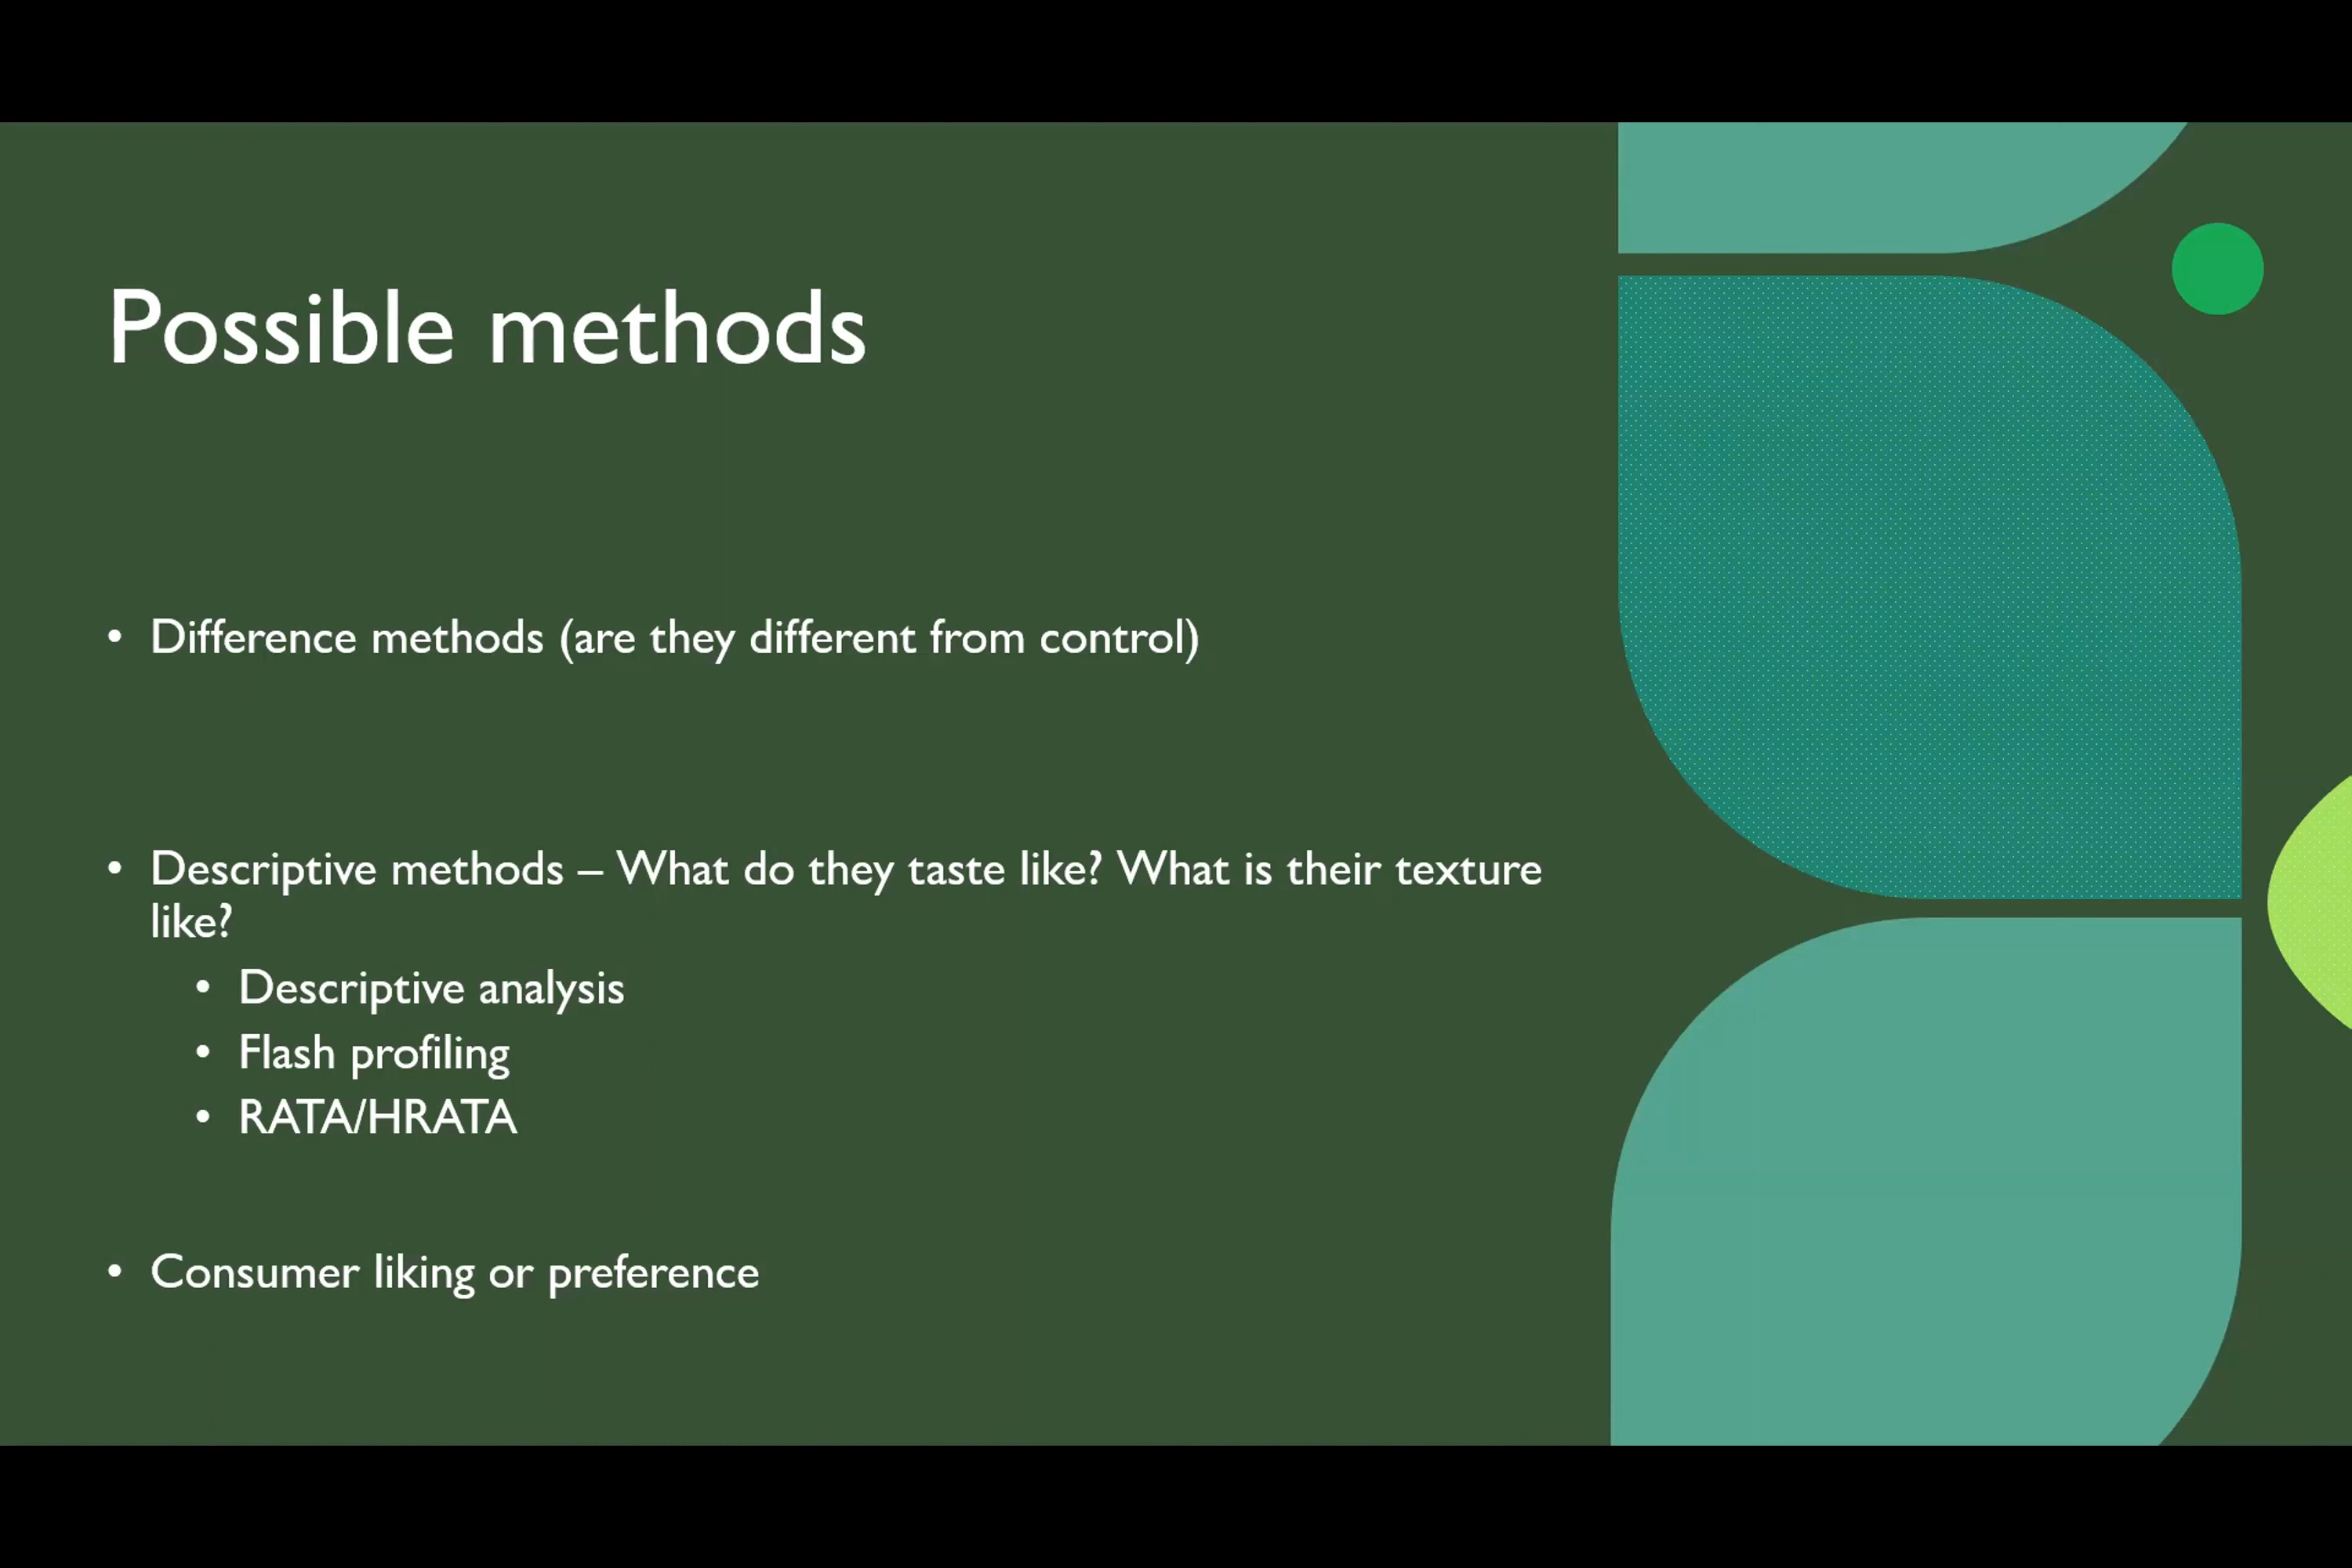 Possible methods
• Difference methods (are they different from control)
• Descriptive methods – What do they taste like? What is their texture
like?
• Descriptive analysis
• Flash profiling
• RATA/HRATA
• Consumer liking or preference